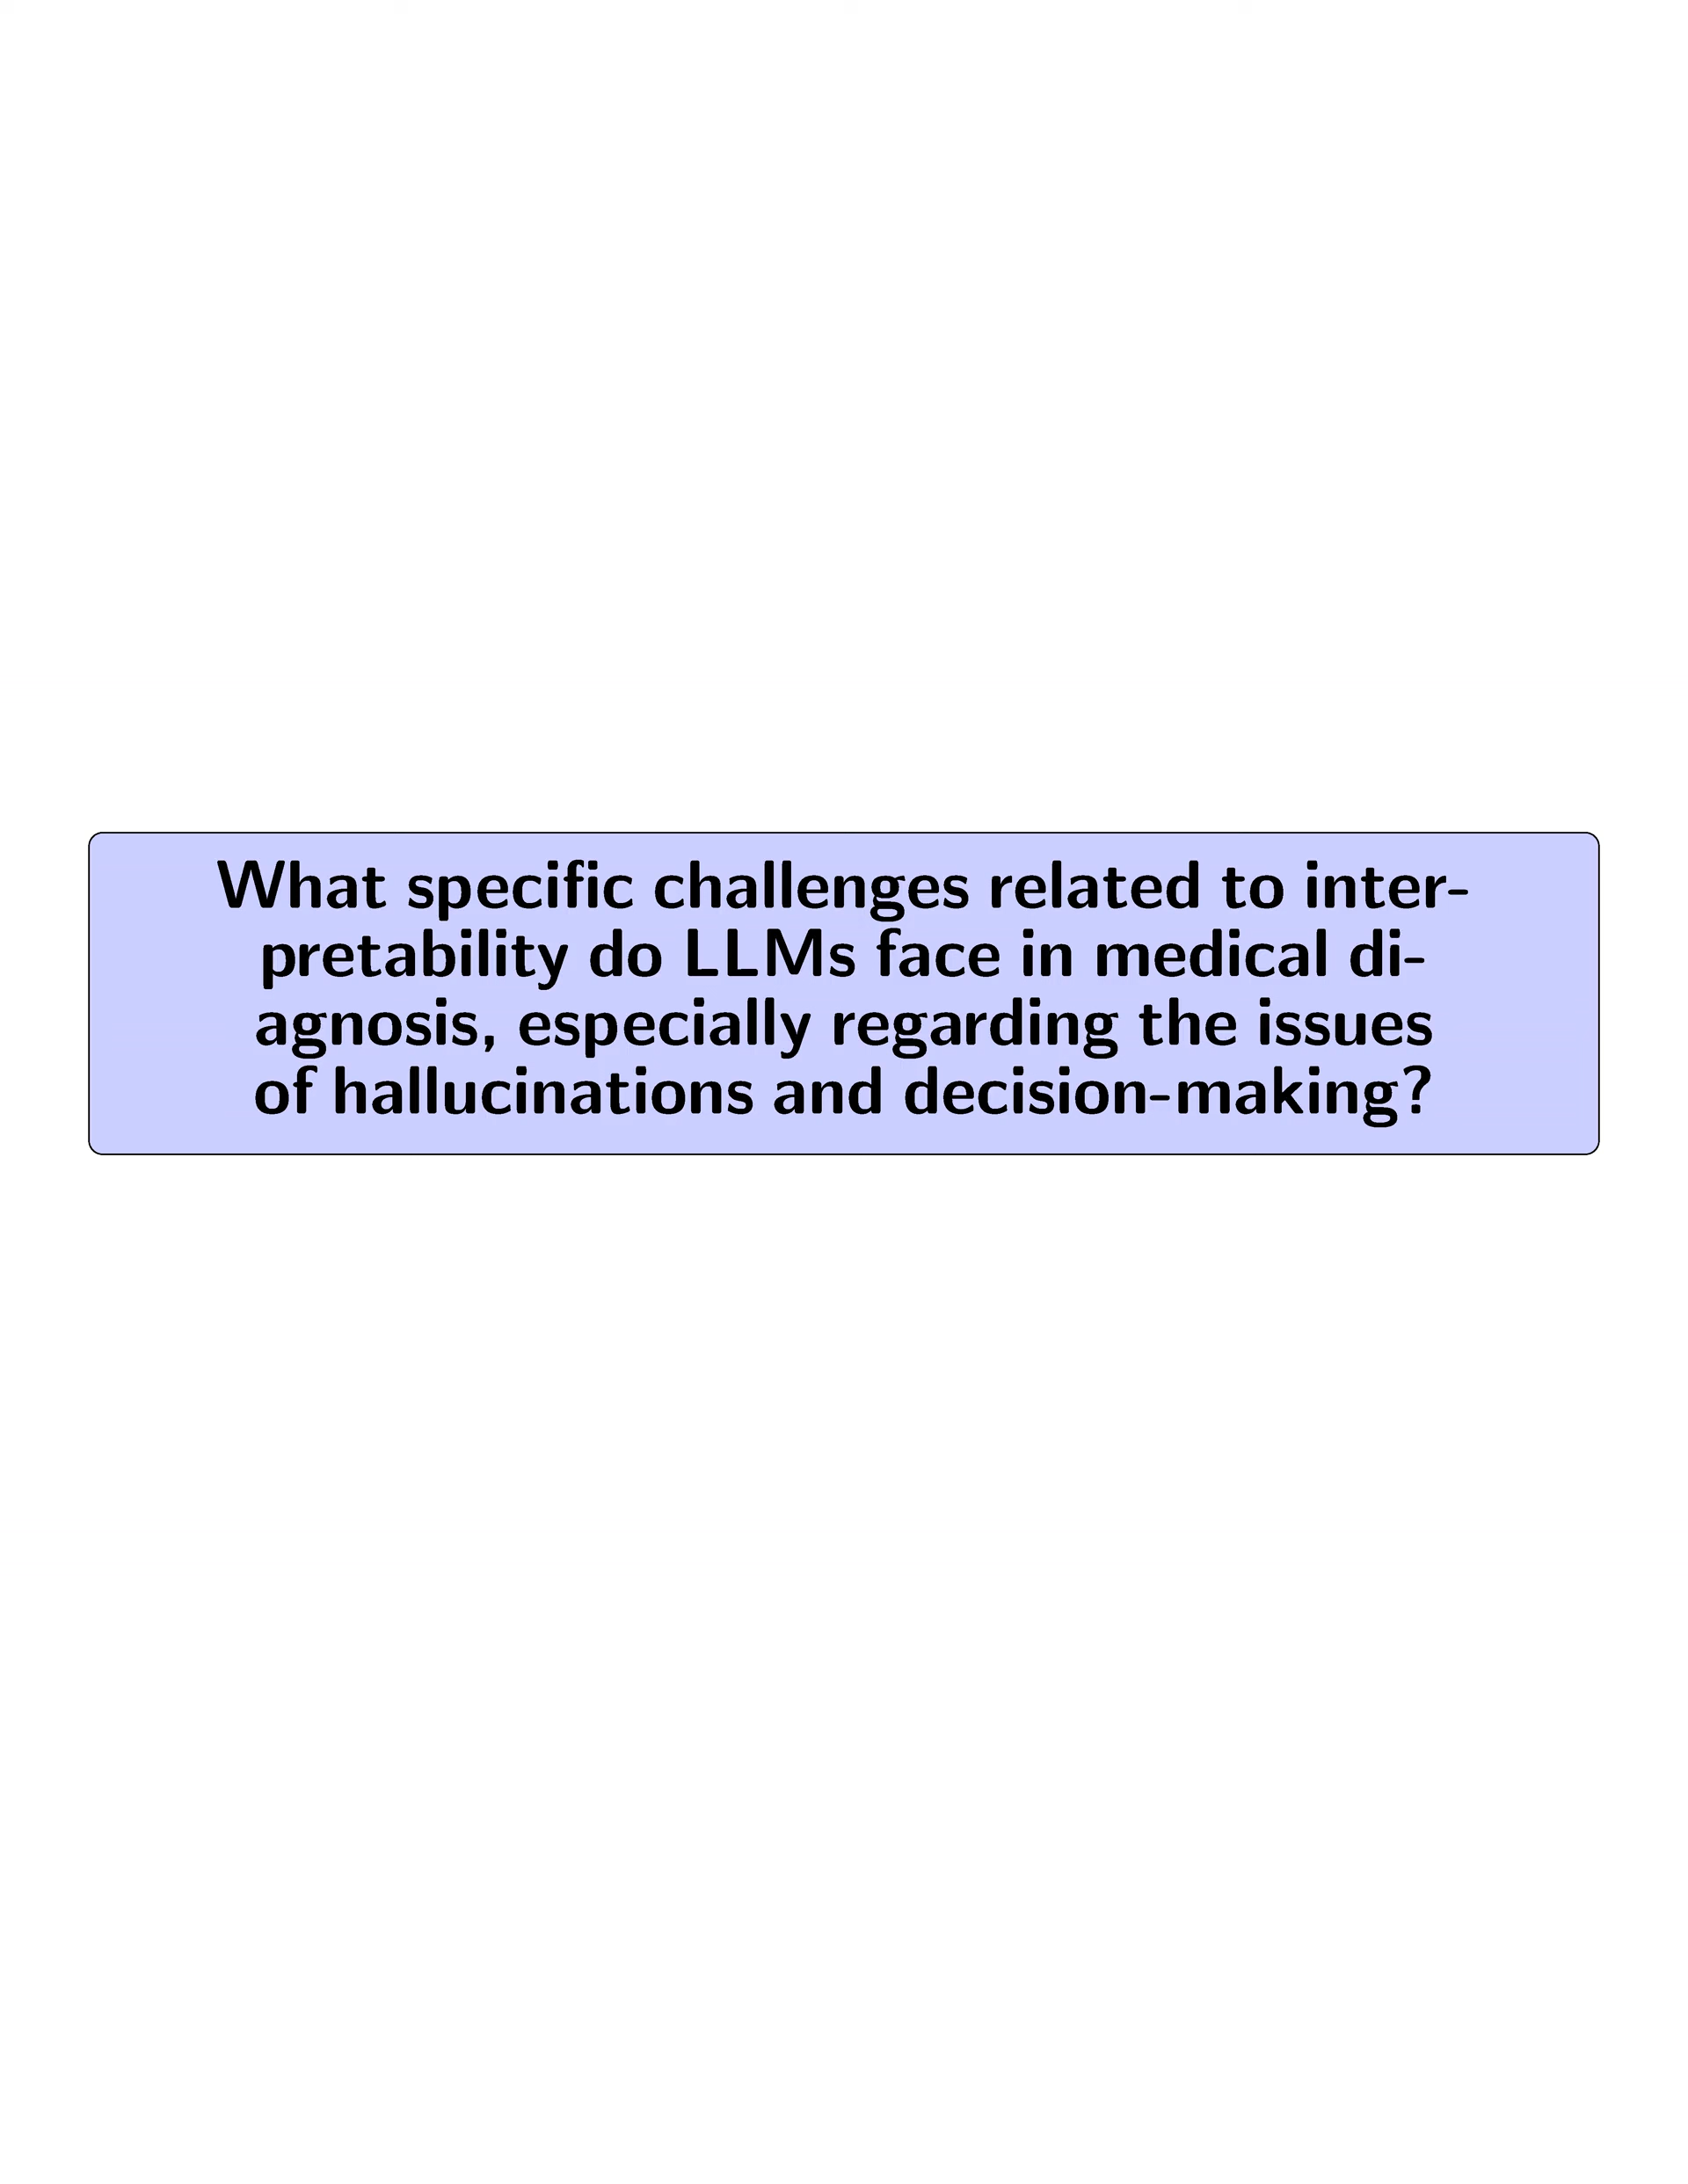 What specific challenges related to inter-
pretability do LLMs face in medical di-
agnosis, especially regarding the issues
of hallucinations and decision-making?